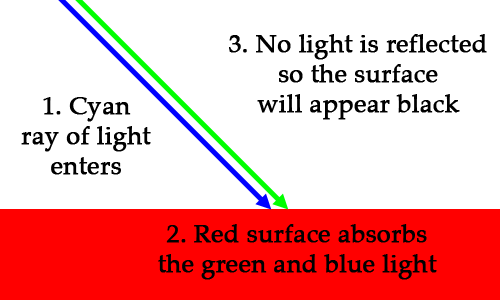 1. Cyan
ray of light
enters
3. No light is reflected
so the surface
will appear black
2. Red surface absorbs
the green and blue light